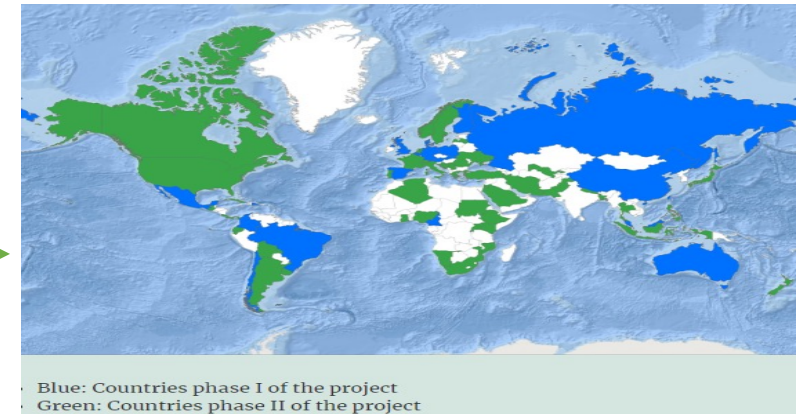 · Blue: Countries phase I of the project
· Green: Countries phase II of the project